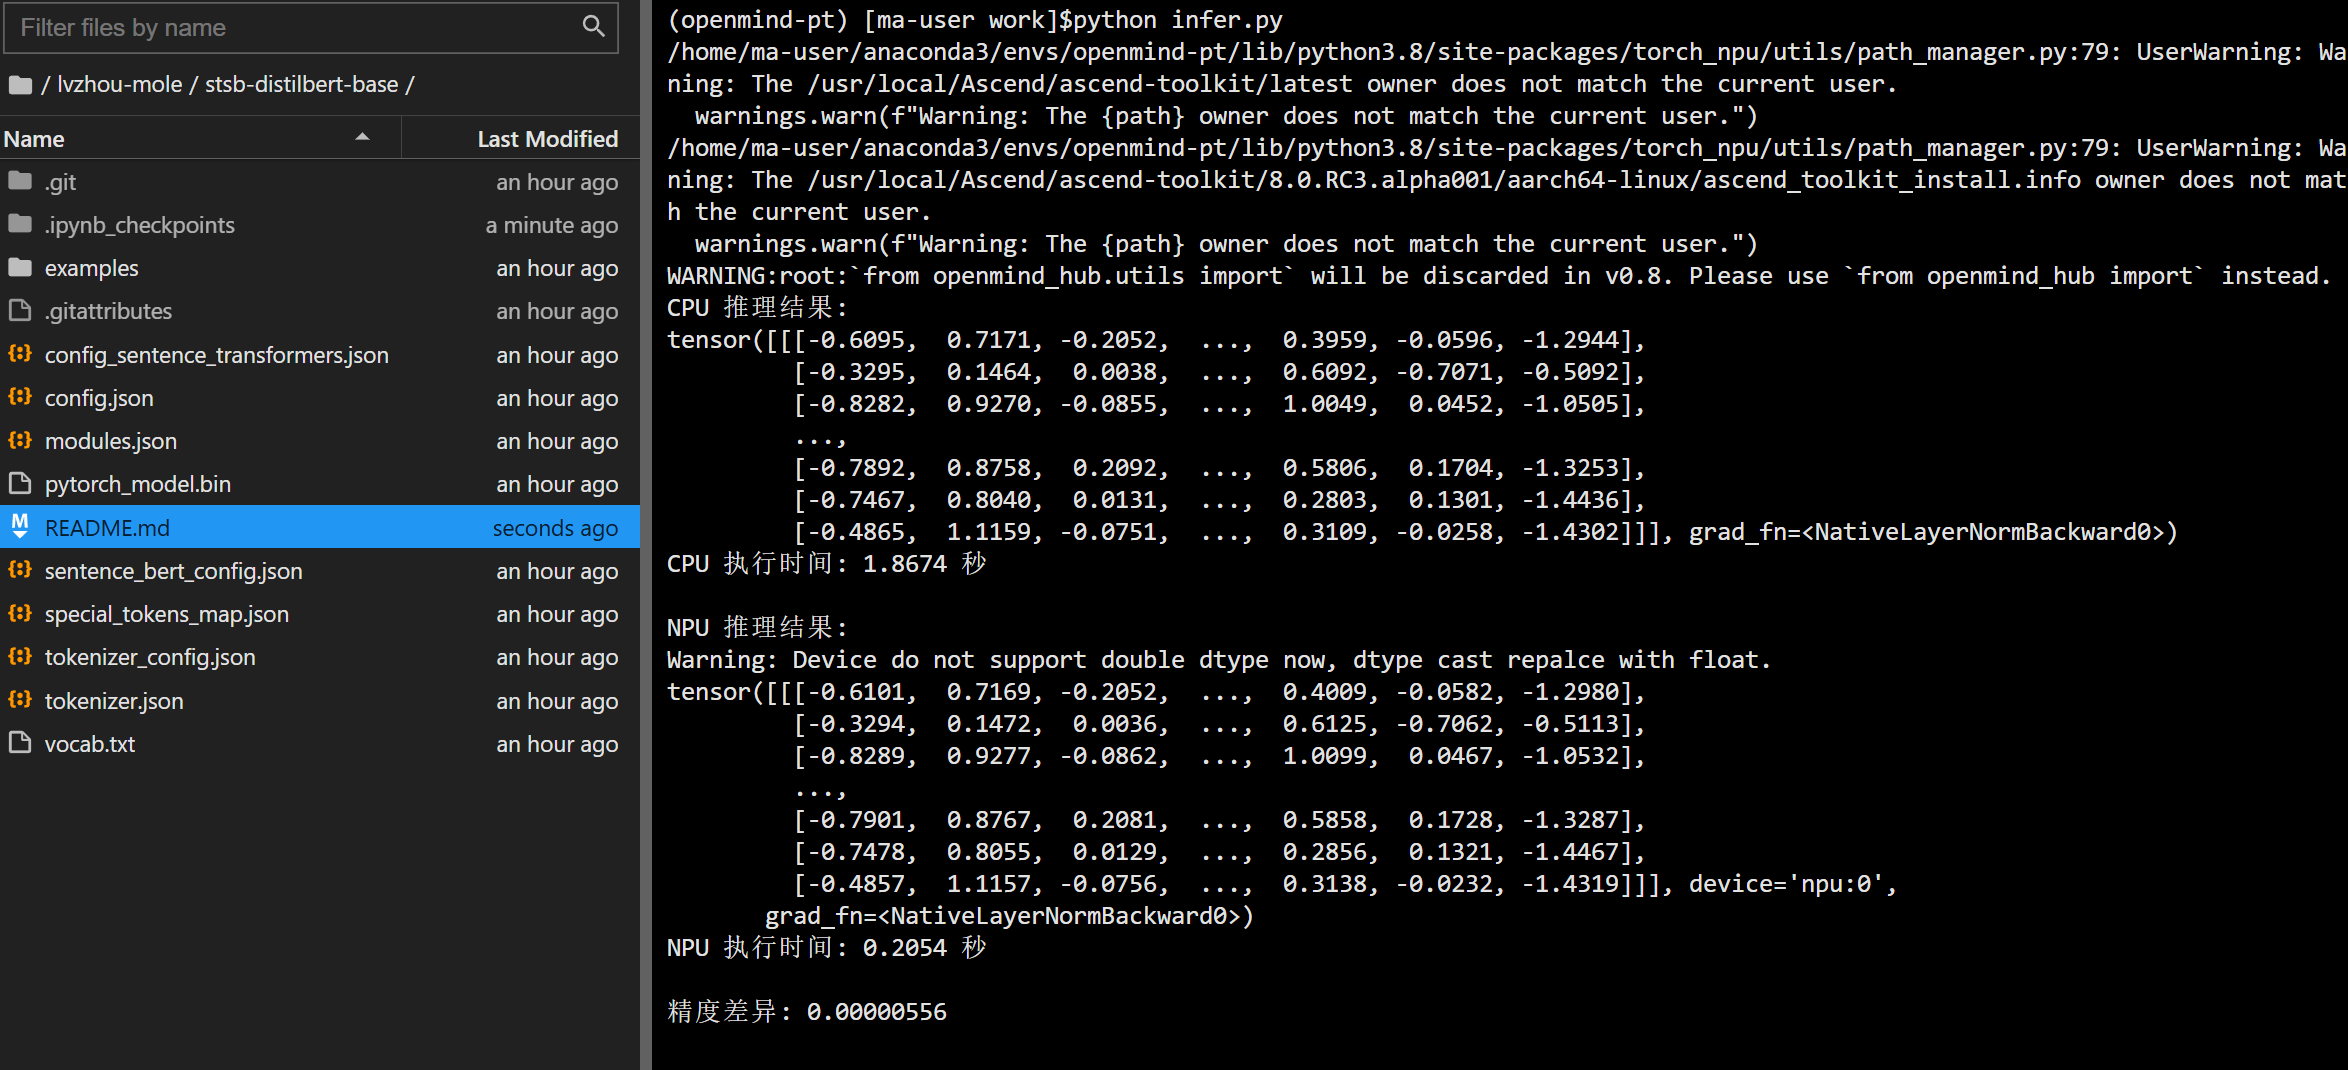 Filter files by name
/ lvzhou-mole / stsb-distilbert-base /
Name Last Modified
.git an hour ago
.ipynb_checkpoints a minute ago
examples an hour ago
.gitattributes an hour ago
config_sentence_transformers.json an hour ago
config.json an hour ago
modules.json an hour ago
pytorch_model.bin an hour ago
README.md seconds ago
sentence_bert_config.json an hour ago
special_tokens_map.json an hour ago
tokenizer_config.json an hour ago
tokenizer.json an hour ago
vocab.txt an hour ago
(openmind-pt) [ma-user work]$python infer.py
/home/ma-user/anaconda3/envs/openmind-pt/lib/python3.8/site-packages/torch_npu/utils/path_manager.py:79: UserWarning: Wa
rning: The /usr/local/Ascend/ascend-toolkit/latest owner does not match the current user.
  warnings.warn(f"Warning: The {path} owner does not match the current user.")
/home/ma-user/anaconda3/envs/openmind-pt/lib/python3.8/site-packages/torch_npu/utils/path_manager.py:79: UserWarning: Wa
rning: The /usr/local/Ascend/ascend-toolkit/8.0.RC3.alpha001/aarch64-linux/ascend_toolkit_install.info owner does not mat
h the current user.
  warnings.warn(f"Warning: The {path} owner does not match the current user.")
WARNING:root:`from openmind_hub.utils import` will be discarded in v0.8. Please use `from openmind_hub import` instead.
CPU 推理结果:
tensor([[[-0.6095,  0.7171, -0.2052,  ...,  0.3959, -0.0596, -1.2944],
         [-0.3295,  0.1464,  0.0038,  ...,  0.6092, -0.7071, -0.5092],
         [-0.8282,  0.9270, -0.0855,  ...,  1.0049,  0.0452, -1.0505],
         ...,
         [-0.7892,  0.8758,  0.2092,  ...,  0.5806,  0.1704, -1.3253],
         [-0.7467,  0.8040,  0.0131,  ...,  0.2803,  0.1301, -1.4436],
         [-0.4865,  1.1159, -0.0751,  ...,  0.3109, -0.0258, -1.4302]]], grad_fn=<NativeLayerNormBackward0>)
CPU 执行时间: 1.8674 秒
NPU 推理结果:
Warning: Device do not support double dtype now, dtype cast repalce with float.
tensor([[[-0.6101,  0.7169, -0.2052,  ...,  0.4009, -0.0582, -1.2980],
         [-0.3294,  0.1472,  0.0036,  ...,  0.6125, -0.7062, -0.5113],
         [-0.8289,  0.9277, -0.0862,  ...,  1.0099,  0.0467, -1.0532],
         ...,
         [-0.7901,  0.8767,  0.2081,  ...,  0.5858,  0.1728, -1.3287],
         [-0.7478,  0.8055,  0.0129,  ...,  0.2856,  0.1321, -1.4467],
         [-0.4857,  1.1157, -0.0756,  ...,  0.3138, -0.0232, -1.4319]]], device='npu:0',
       grad_fn=<NativeLayerNormBackward0>)
NPU 执行时间: 0.2054 秒
精度差异: 0.00000556